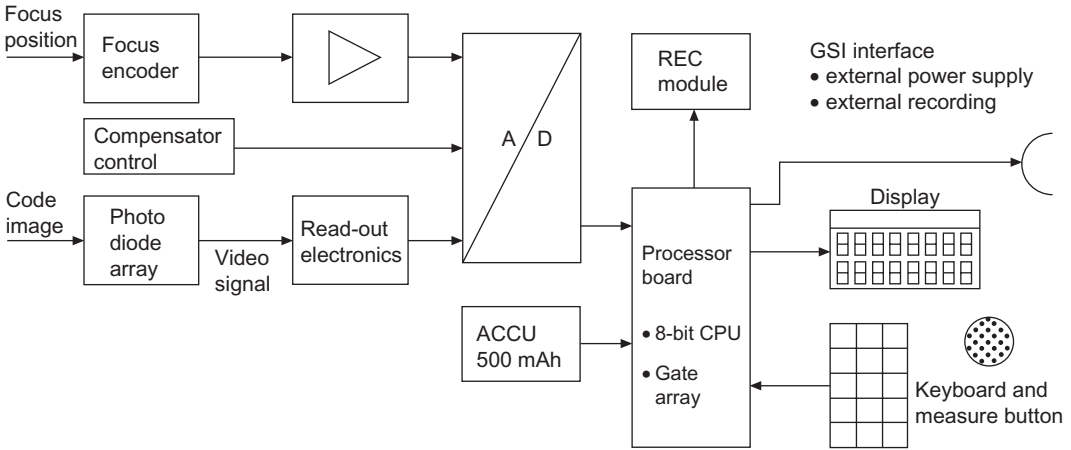 Focus
position
Focus
encoder
Compensator
control
Code
image
Photo
diode
array
Video
signal
Read-out
electronics
A
D
ACCU
500 mAh
REC
module
Processor
board
• 8-bit CPU
• Gate
array
GSI interface
• external power supply
• external recording
Display
Keyboard and
measure button